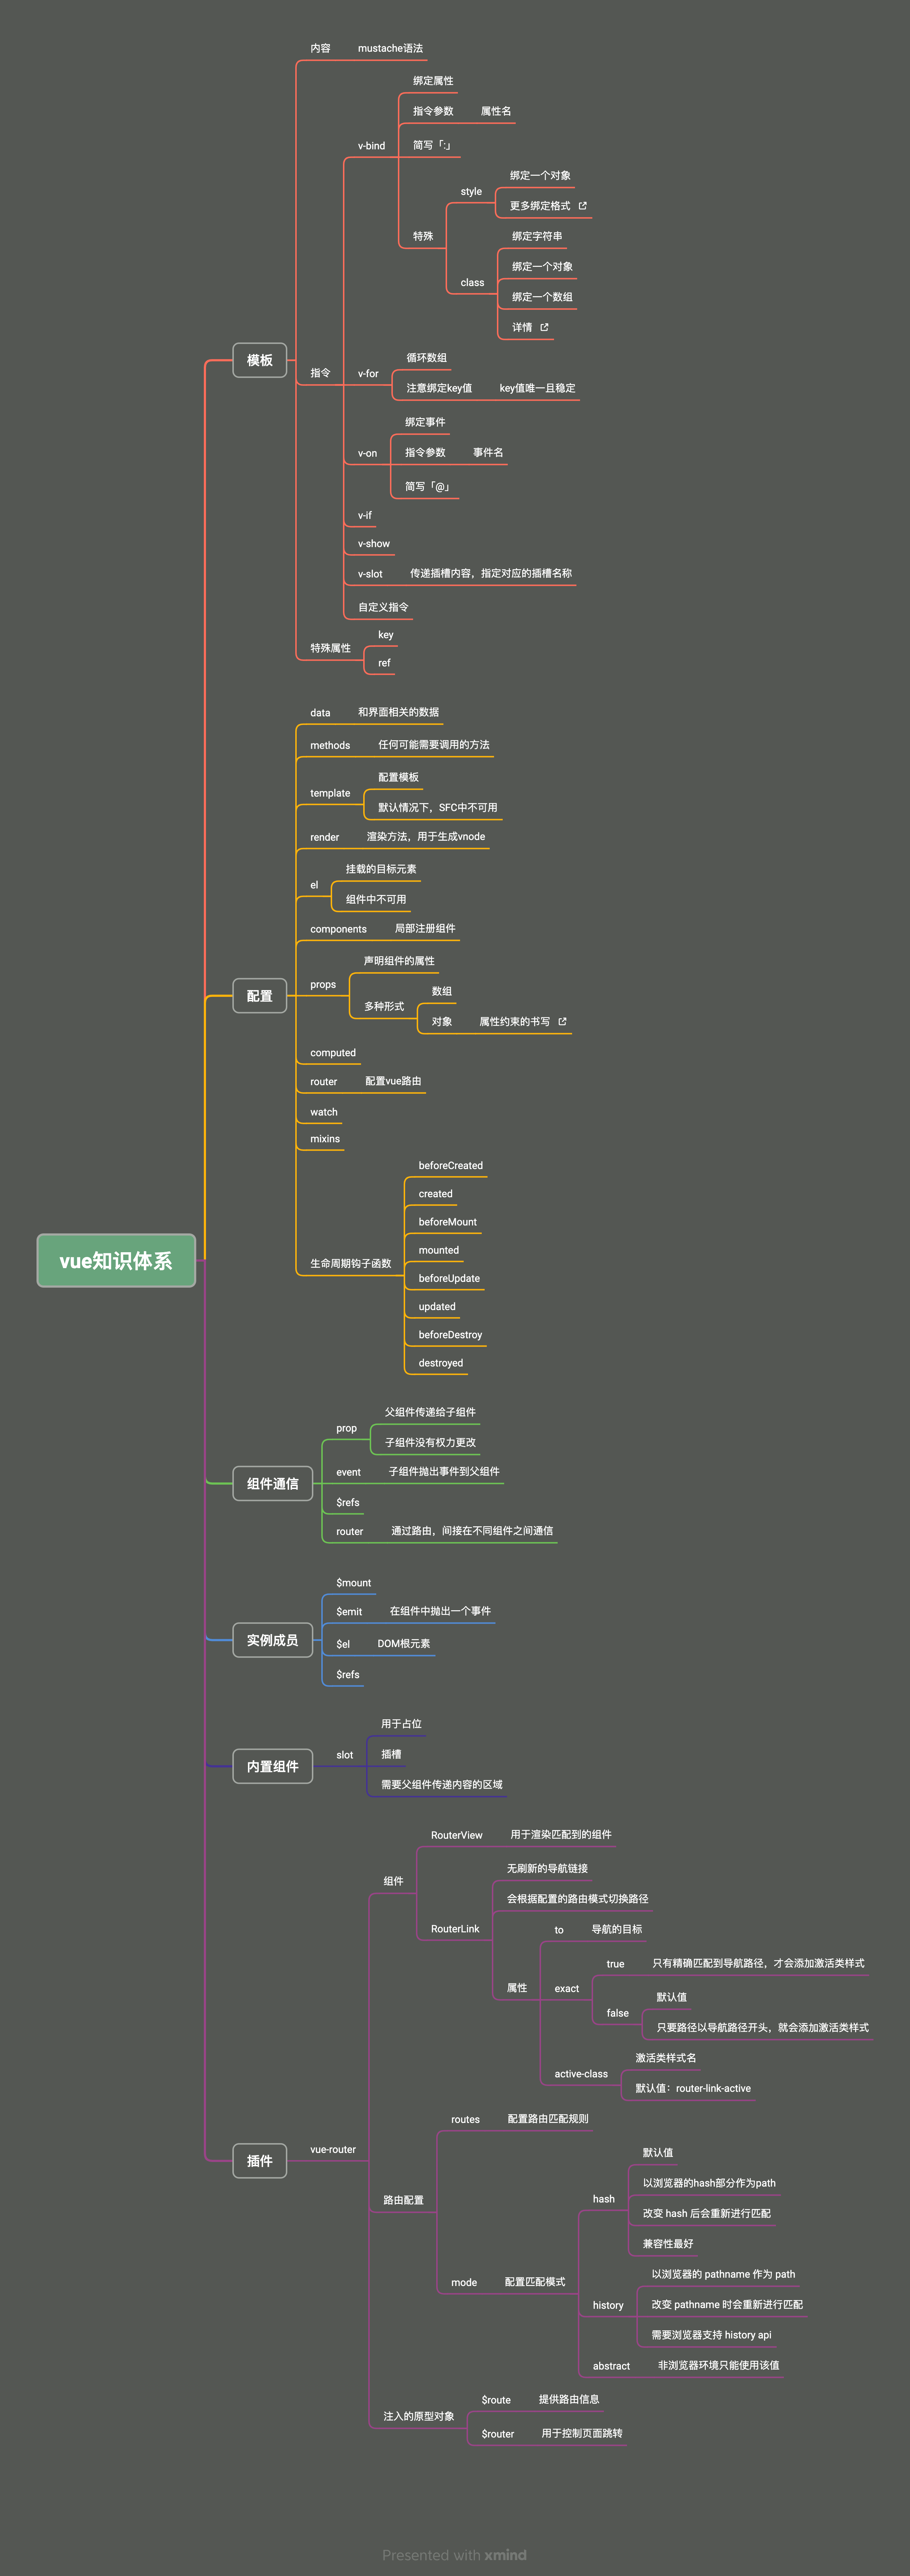 内容
mustache语法
绑定属性
指令参数
属性名
v-bind
简写「:」
绑定一个对象
style
更多绑定格式
特殊
绑定字符串
绑定一个对象
class
绑定一个数组
详情
模板
指令
循环数组
v-for
注意绑定key值
key值唯一且稳定
绑定事件
v-on
指令参数
事件名
简写「@」
v-if
v-show
v-slot
传递插槽内容，指定对应的插槽名称
自定义指令
特殊属性
key
ref
data
和界面相关的数据
methods
任何可能需要调用的方法
配置模板
template
默认情况下，SFC中不可用
render
渲染方法，用于生成vnode
挂载的目标元素
el
组件中不可用
components
局部注册组件
声明组件的属性
配置
props
数组
多种形式
对象
属性约束的书写
computed
router
配置vue路由
watch
mixins
beforeCreated
created
beforeMount
mounted
生命周期钩子函数
beforeUpdate
updated
beforeDestroy
destroyed
vue知识体系
父组件传递给子组件
prop
子组件没有权力更改
组件通信
event
子组件抛出事件到父组件
$refs
router
通过路由，间接在不同组件之间通信
$mount
$emit
在组件中抛出一个事件
实例成员
$el
DOM根元素
$refs
用于占位
内置组件
slot
插槽
需要父组件传递内容的区域
RouterView
用于渲染匹配到的组件
组件
无刷新的导航链接
会根据配置的路由模式切换路径
RouterLink
to
导航的目标
属性
true
只有精确匹配到导航路径，才会添加激活类样式
exact
默认值
false
只要路径以导航路径开头，就会添加激活类样式
激活类样式名
active-class
默认值：router-link-active
插件
vue-router
routes
配置路由匹配规则
路由配置
默认值
以浏览器的hash部分作为path
hash
改变 hash 后会重新进行匹配
兼容性最好
mode
配置匹配模式
以浏览器的 pathname 作为 path
history
改变 pathname 时会重新进行匹配
需要浏览器支持 history api
abstract
非浏览器环境只能使用该值
$route
提供路由信息
注入的原型对象
$router
用于控制页面跳转
Presented with xmind